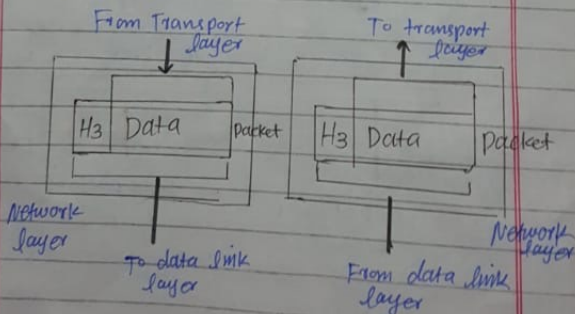 From Transport
layer
To transport
layer
H3 Data Packet
H3 Data Packet
Network
layer
Network
layer
To data link
layer
From data link
layer